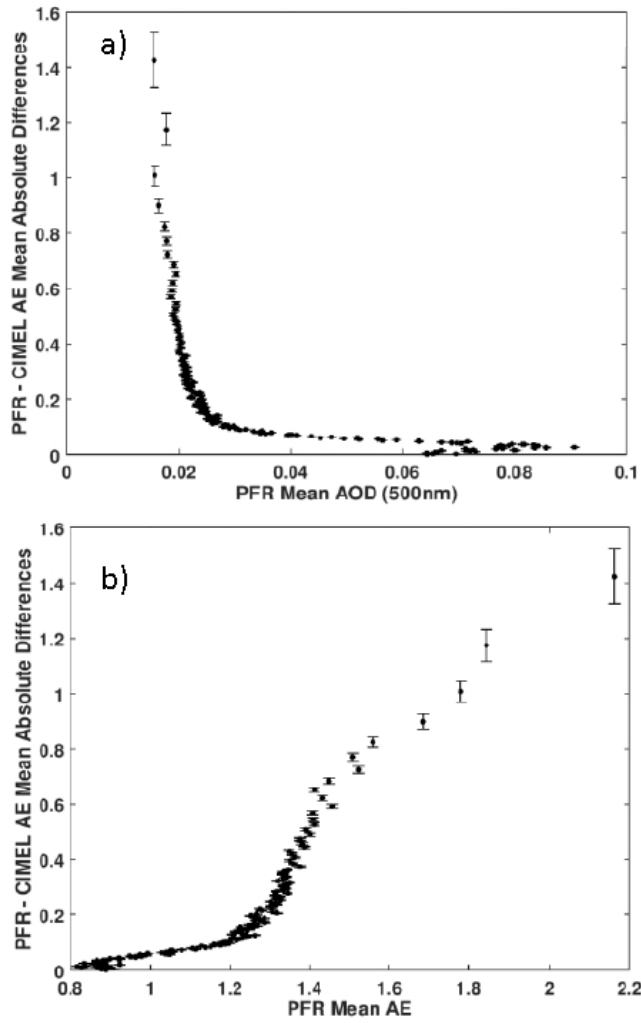 a)
PFR - CIMEL AE Mean Absolute Differences
1.6
1.4
1.2
1
0.8
0.6
0.4
0.2
0
0 0.02 0.04 0.06 0.08 0.1
PFR Mean AOD (500nm)
b)
PFR - CIMEL AE Mean Absolute Differences
1.6
1.4
1.2
1
0.8
0.6
0.4
0.2
0
0.8 1 1.2 1.4 1.6 1.8 2 2.2
PFR Mean AE